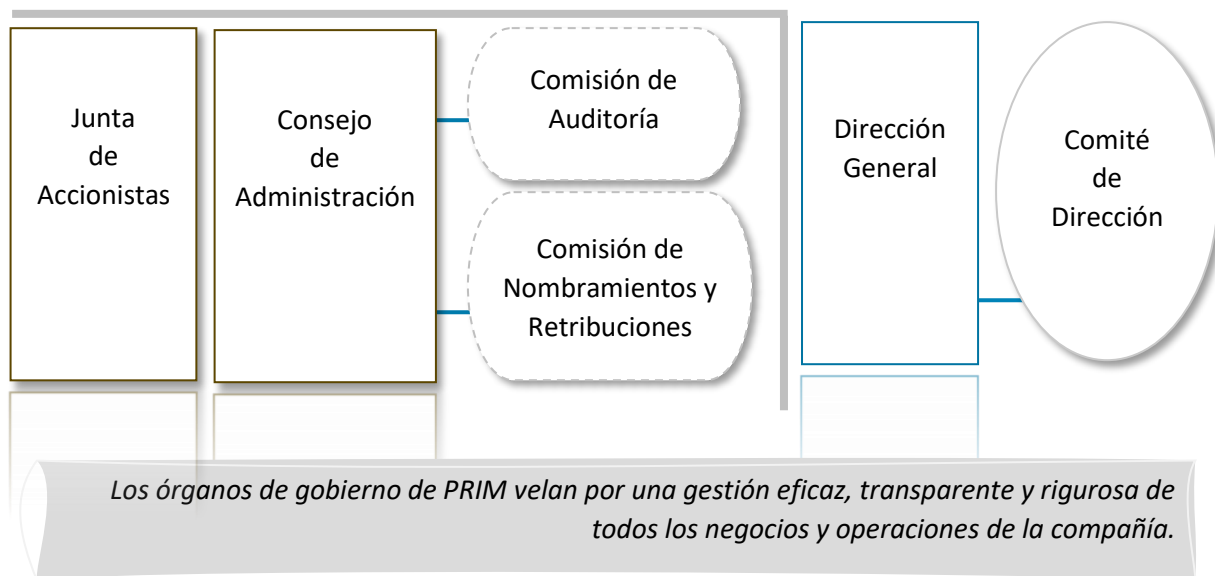 Junta
de
Accionistas
Consejo
de
Administración
Comisión de
Auditoría
Comisión de
Nombramientos y
Retribuciones
Dirección
General
Comité
de
Dirección
Los órganos de gobierno de PRIM velan por una gestión eficaz, transparente y rigurosa de
todos los negocios y operaciones de la compañía.